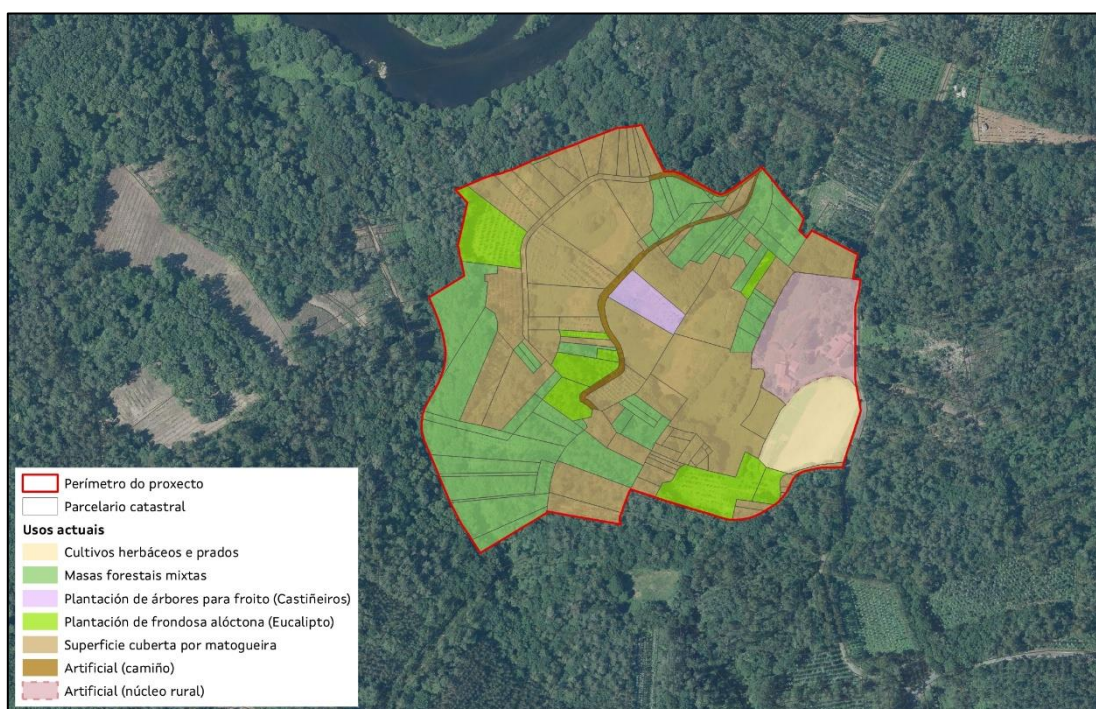 Perímetro do proxecto
Parcelario catastral
Usos actuais
Cultivos herbáceos e prados
Masas forestais mixtas
Plantación de árbores para froito (Castiñeiros)
Plantación de frondosa alóctona (Eucalipto)
Superficie cuberta por matogueira
Artificial (camiño)
Artificial (núcleo rural)